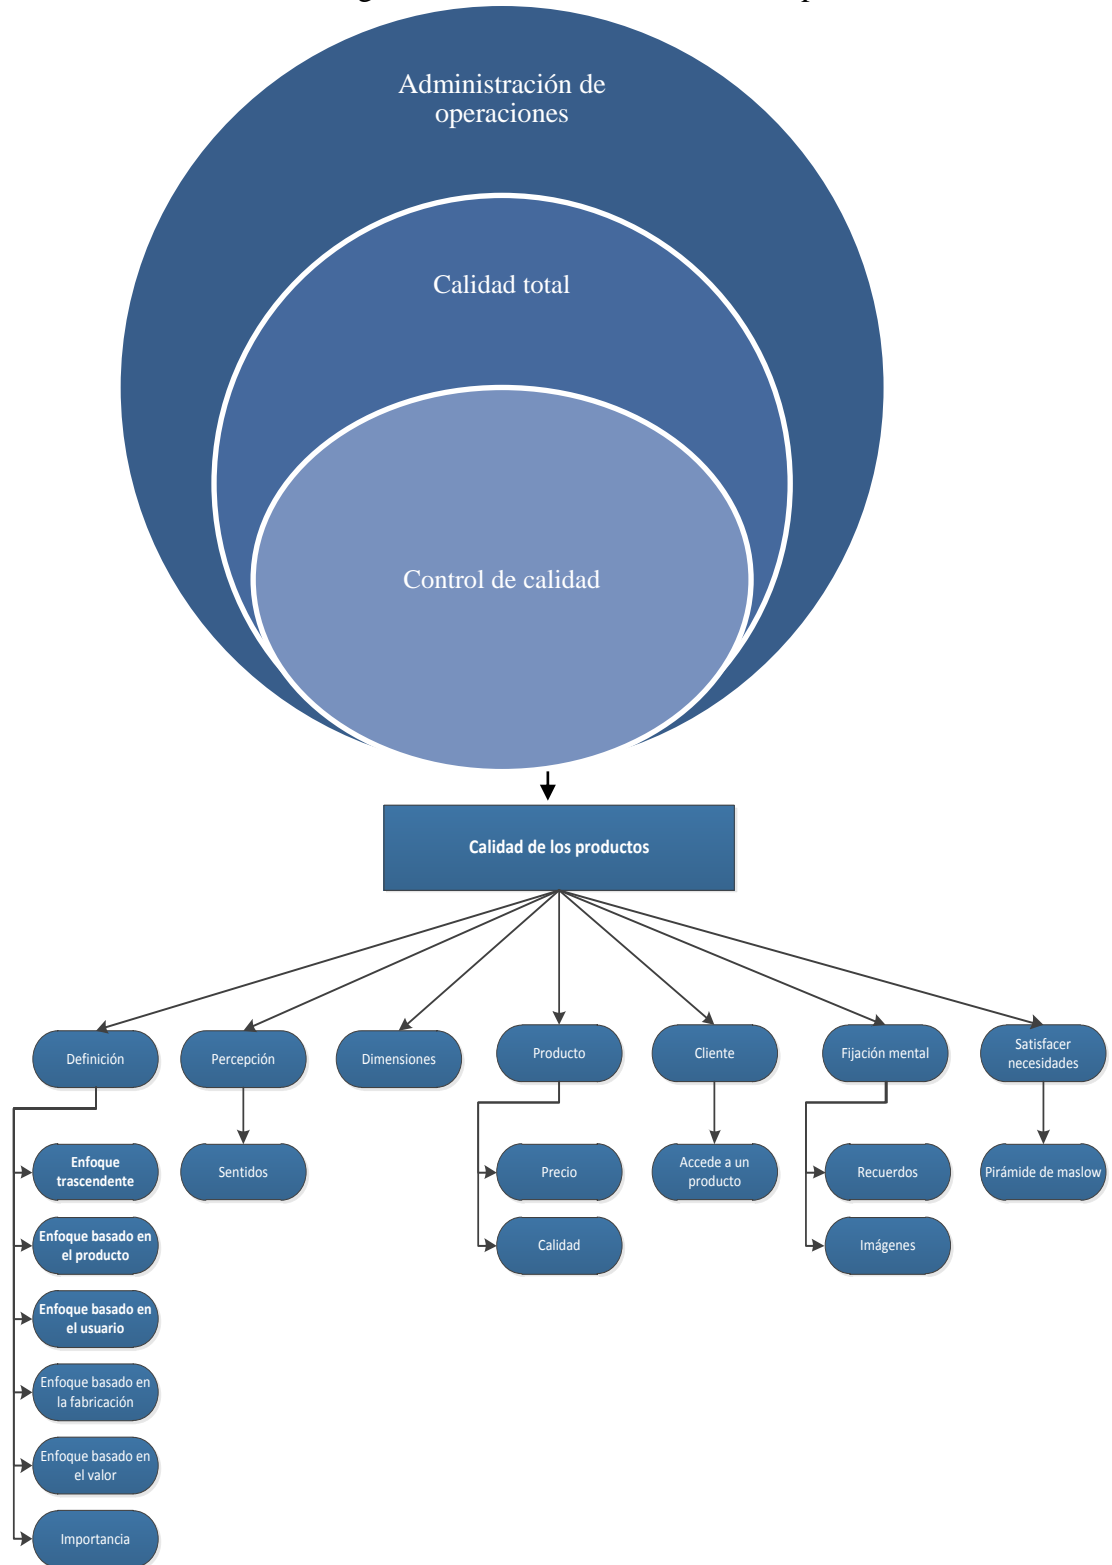 Administración de
operaciones
Calidad total
Control de calidad
Calidad de los productos
Definición
Percepción
Dimensiones
Producto
Cliente
Fijación mental
Satisfacer
necesidades
Enfoque
trascendente
Sentidos
Precio
Accede a un
producto
Recuerdos
Pirámide de maslow
Enfoque basado en
el producto
Calidad
Imágenes
Enfoque basado en
el usuario
Enfoque basado en
la fabricación
Enfoque basado en
el valor
Importancia